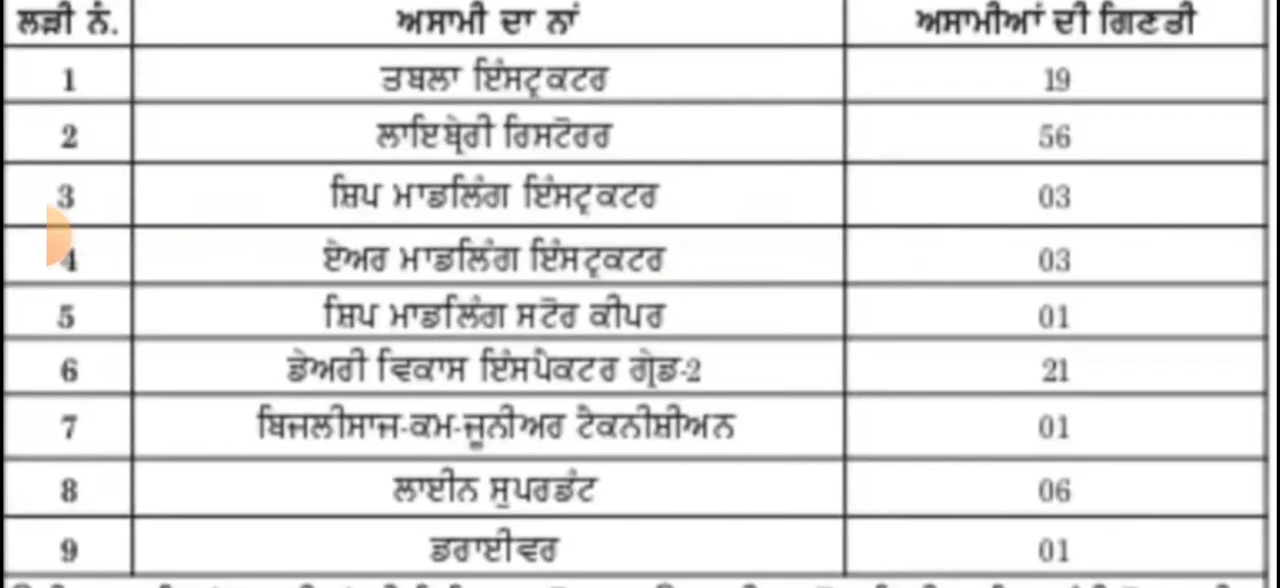 ਲੜੀ ਨੰ. ਅਸਾਮੀ ਦਾ ਨਾਂ ਅਸਾਮੀਆਂ ਦੀ ਗਿਣਤੀ
1 ਤਬਲਾ ਇੰਸਟ੍ਰਕਟਰ 19
2 ਲਾਇਬ੍ਰੇਰੀ ਰਿਸਟੋਰਰ 56
3 ਸ਼ਿਪ ਮਾਡਲਿੰਗ ਇੰਸਟ੍ਰਕਟਰ 03
4 ਏਅਰ ਮਾਡਲਿੰਗ ਇੰਸਟ੍ਰਕਟਰ 03
5 ਸ਼ਿਪ ਮਾਡਲਿੰਗ ਸਟੋਰ ਕੀਪਰ 01
6 ਡੇਅਰੀ ਵਿਕਾਸ ਇੰਸਪੈਕਟਰ ਗ੍ਰੇਡ-2 21
7 ਬਿਜਲੀਸਾਜ-ਕਮ-ਜੂਨੀਅਰ ਟੈਕਨੀਸ਼ੀਅਨ 01
8 ਲਾਈਨ ਸੁਪਰਡੰਟ 06
9 ਡਰਾਈਵਰ 01